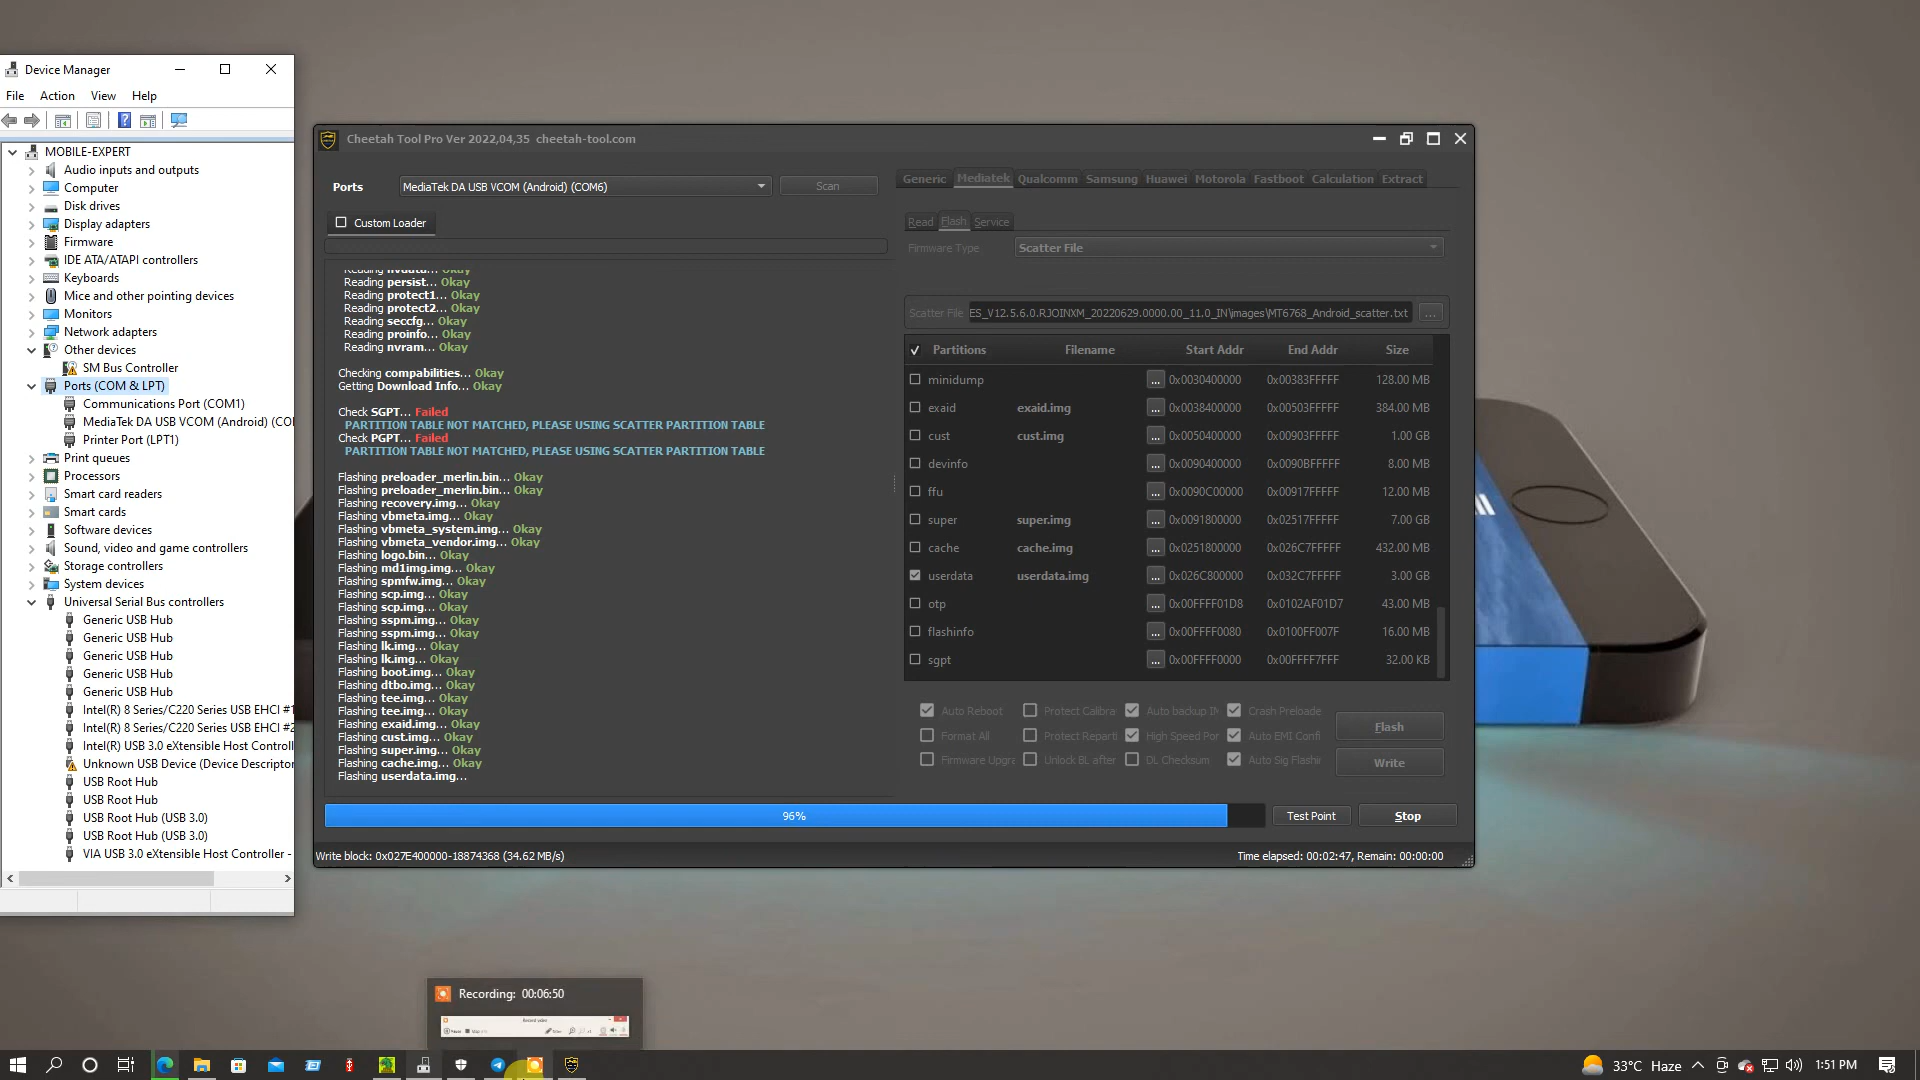 Device Manager
File Action View Help
MOBILE-EXPERT
Audio inputs and outputs
Computer
Disk drives
Display adapters
Firmware
IDE ATA/ATAPI controllers
Keyboards
Mice and other pointing devices
Monitors
Network adapters
Other devices
SM Bus Controller
Ports (COM & LPT)
Communications Port (COM1)
MediaTek DA USB VCOM (Android) (CO
Printer Port (LPT1)
Print queues
Processors
Smart card readers
Smart cards
Software devices
Sound, video and game controllers
Storage controllers
System devices
Universal Serial Bus controllers
Generic USB Hub
Generic USB Hub
Generic USB Hub
Generic USB Hub
Generic USB Hub
Intel(R) 8 Series/C220 Series USB EHCI #1
Intel(R) 8 Series/C220 Series USB EHCI #2
Intel(R) USB 3.0 eXtensible Host Controll
Unknown USB Device (Device Descriptor
USB Root Hub
USB Root Hub
USB Root Hub (USB 3.0)
USB Root Hub (USB 3.0)
VIA USB 3.0 eXtensible Host Controller -
Cheetah Tool Pro Ver 2022,04,35 cheetah-tool.com
Ports MediaTek DA USB VCOM (Android) (COM6) Scan
Custom Loader
Reading nvdata... Okay
Reading persist... Okay
Reading protect1... Okay
Reading protect2... Okay
Reading seccfg... Okay
Reading proinfo... Okay
Reading nvram... Okay
Checking compabilities... Okay
Getting Download Info... Okay
Check SGPT... Failed
PARTITION TABLE NOT MATCHED, PLEASE USING SCATTER PARTITION TABLE
Check PGPT... Failed
PARTITION TABLE NOT MATCHED, PLEASE USING SCATTER PARTITION TABLE
Flashing preloader_merlin.bin... Okay
Flashing preloader_merlin.bin... Okay
Flashing recovery.img... Okay
Flashing vbmeta.img... Okay
Flashing vbmeta_system.img... Okay
Flashing vbmeta_vendor.img... Okay
Flashing logo.bin... Okay
Flashing md1img.img... Okay
Flashing spmfw.img... Okay
Flashing scp.img... Okay
Flashing scp.img... Okay
Flashing sspm.img... Okay
Flashing sspm.img... Okay
Flashing lk.img... Okay
Flashing lk.img... Okay
Flashing boot.img... Okay
Flashing dtbo.img... Okay
Flashing tee.img... Okay
Flashing tee.img... Okay
Flashing exaid.img... Okay
Flashing cust.img... Okay
Flashing super.img... Okay
Flashing cache.img... Okay
Flashing userdata.img...
Generic Mediatek Qualcomm Samsung Huawei Motorola Fastboot Calculation Extract
Read Flash Service
Firmware Type Scatter File
Scatter File ES_V12.5.6.0.RJOINXM_20220629.0000.00_11.0_IN\images\MT6768_Android_scatter.txt ...
Partitions Filename Start Addr End Addr Size
minidump ... 0x0030400000 0x00383FFFFF 128.00 MB
exaid exaid.img ... 0x0038400000 0x00503FFFFF 384.00 MB
cust cust.img ... 0x0050400000 0x00903FFFFF 1.00 GB
devinfo ... 0x0090400000 0x0090BFFFFF 8.00 MB
ffu ... 0x0090C00000 0x00917FFFFF 12.00 MB
super super.img ... 0x0091800000 0x02517FFFFF 7.00 GB
cache cache.img ... 0x0251800000 0x026C7FFFFF 432.00 MB
userdata userdata.img ... 0x026C800000 0x032C7FFFFF 3.00 GB
otp ... 0x00FFFF01D8 0x0102AF01D7 43.00 MB
flashinfo ... 0x00FFFF0080 0x0100FF007F 16.00 MB
sgpt ... 0x00FFFF0000 0x00FFFF7FFF 32.00 KB
Auto Reboot Protect Calibra Auto backup IM Crash Preloade
Format All Protect Reparti High Speed Por Auto EMI Confi
Firmware Upgra Unlock BL after DL Checksum Auto Sig Flashin
Flash
Write
96%
Test Point Stop
Write block: 0x027E400000-18874368 (34.62 MB/s) Time elapsed: 00:02:47, Remain: 00:00:00
Recording: 00:06:50
33°C Haze 1:51 PM